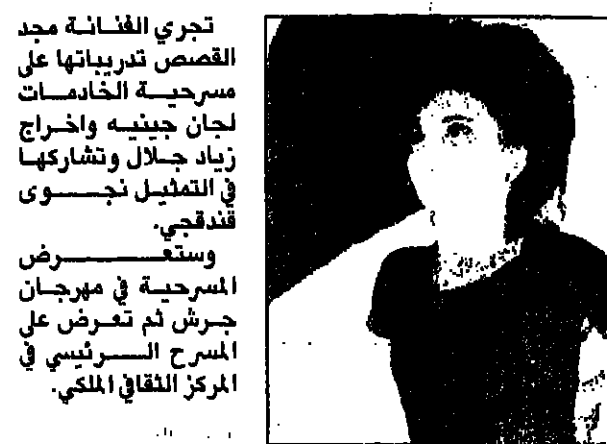 تجري الفنانة مجد
القصص تدريباتها على
مسرحية الخادمات
لجان جينيه واخراج
زياد جلال وتشاركها
في التمثيل نجوى
قندقجي.
وستعرض
المسرحية في مهرجان
جرش ثم تعرض على
المسرح الرئيسي في
المركز الثقافي الملكي.